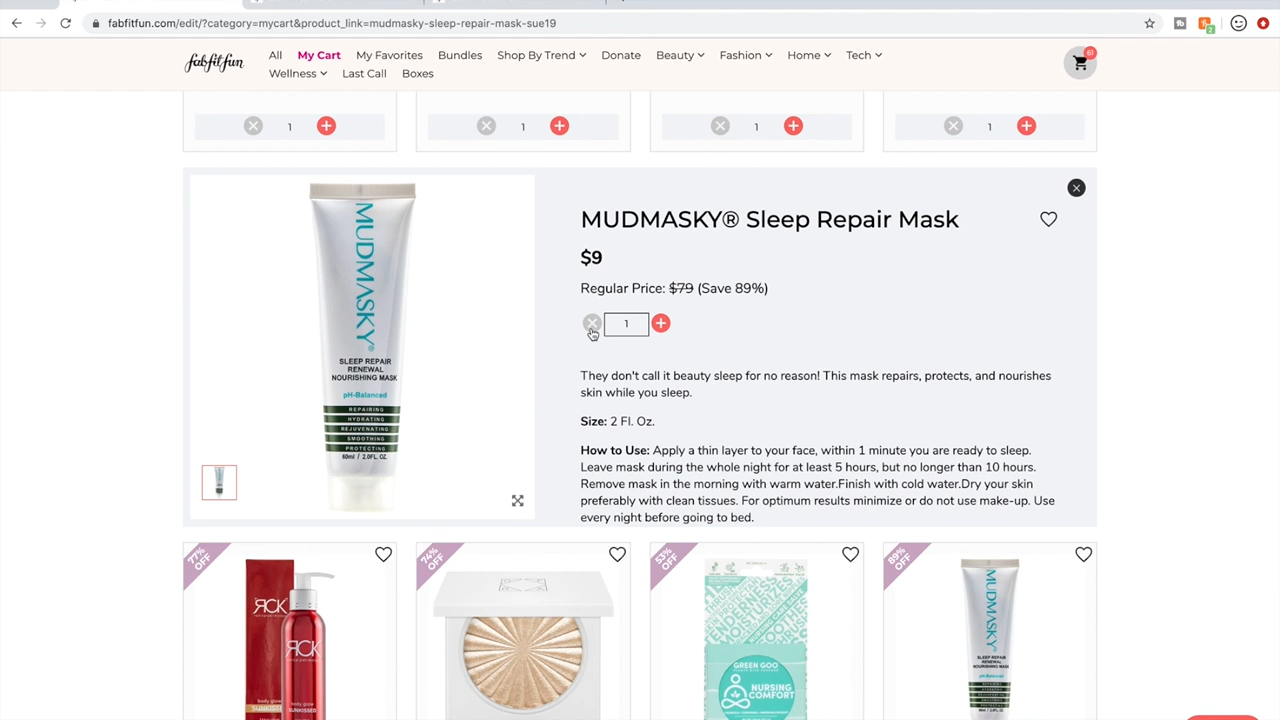 fabfitfun.com/edit/?category=mycart&product_link=mudmasky-sleep-repair-mask-sue19
2
fabfitfun
All My Cart My Favorites Bundles Shop By Trend Donate Beauty Fashion Home Tech
Wellness Last Call Boxes
61
1 1 1 1
MUDMASKY® Sleep Repair Mask
$9
Regular Price: $79 (Save 89%)
1
They don't call it beauty sleep for no reason! This mask repairs, protects, and nourishes
skin while you sleep.
Size: 2 Fl. Oz.
How to Use: Apply a thin layer to your face, within 1 minute you are ready to sleep.
Leave mask during the whole night for at least 5 hours, but no longer than 10 hours.
Remove mask in the morning with warm water.Finish with cold water.Dry your skin
preferably with clean tissues. For optimum results minimize or do not use make-up. Use
every night before going to bed.
MUDMASKY®
SLEEP REPAIR
RENEWAL
NOURISHING MASK
pH-Balanced
REPAIRING
HYDRATING
REJUVENATING
SMOOTHING
PROTECTING
60ml / 2.0FL. OZ.
77%
OFF
RCK
RCK
body glow
SUNKISSED
74%
OFF
53%
OFF
GREEN GOO
NURSING
COMFORT
89%
OFF
MUDMASKY®
SLEEP REPAIR
RENEWAL
NOURISHING MASK
pH-Balanced